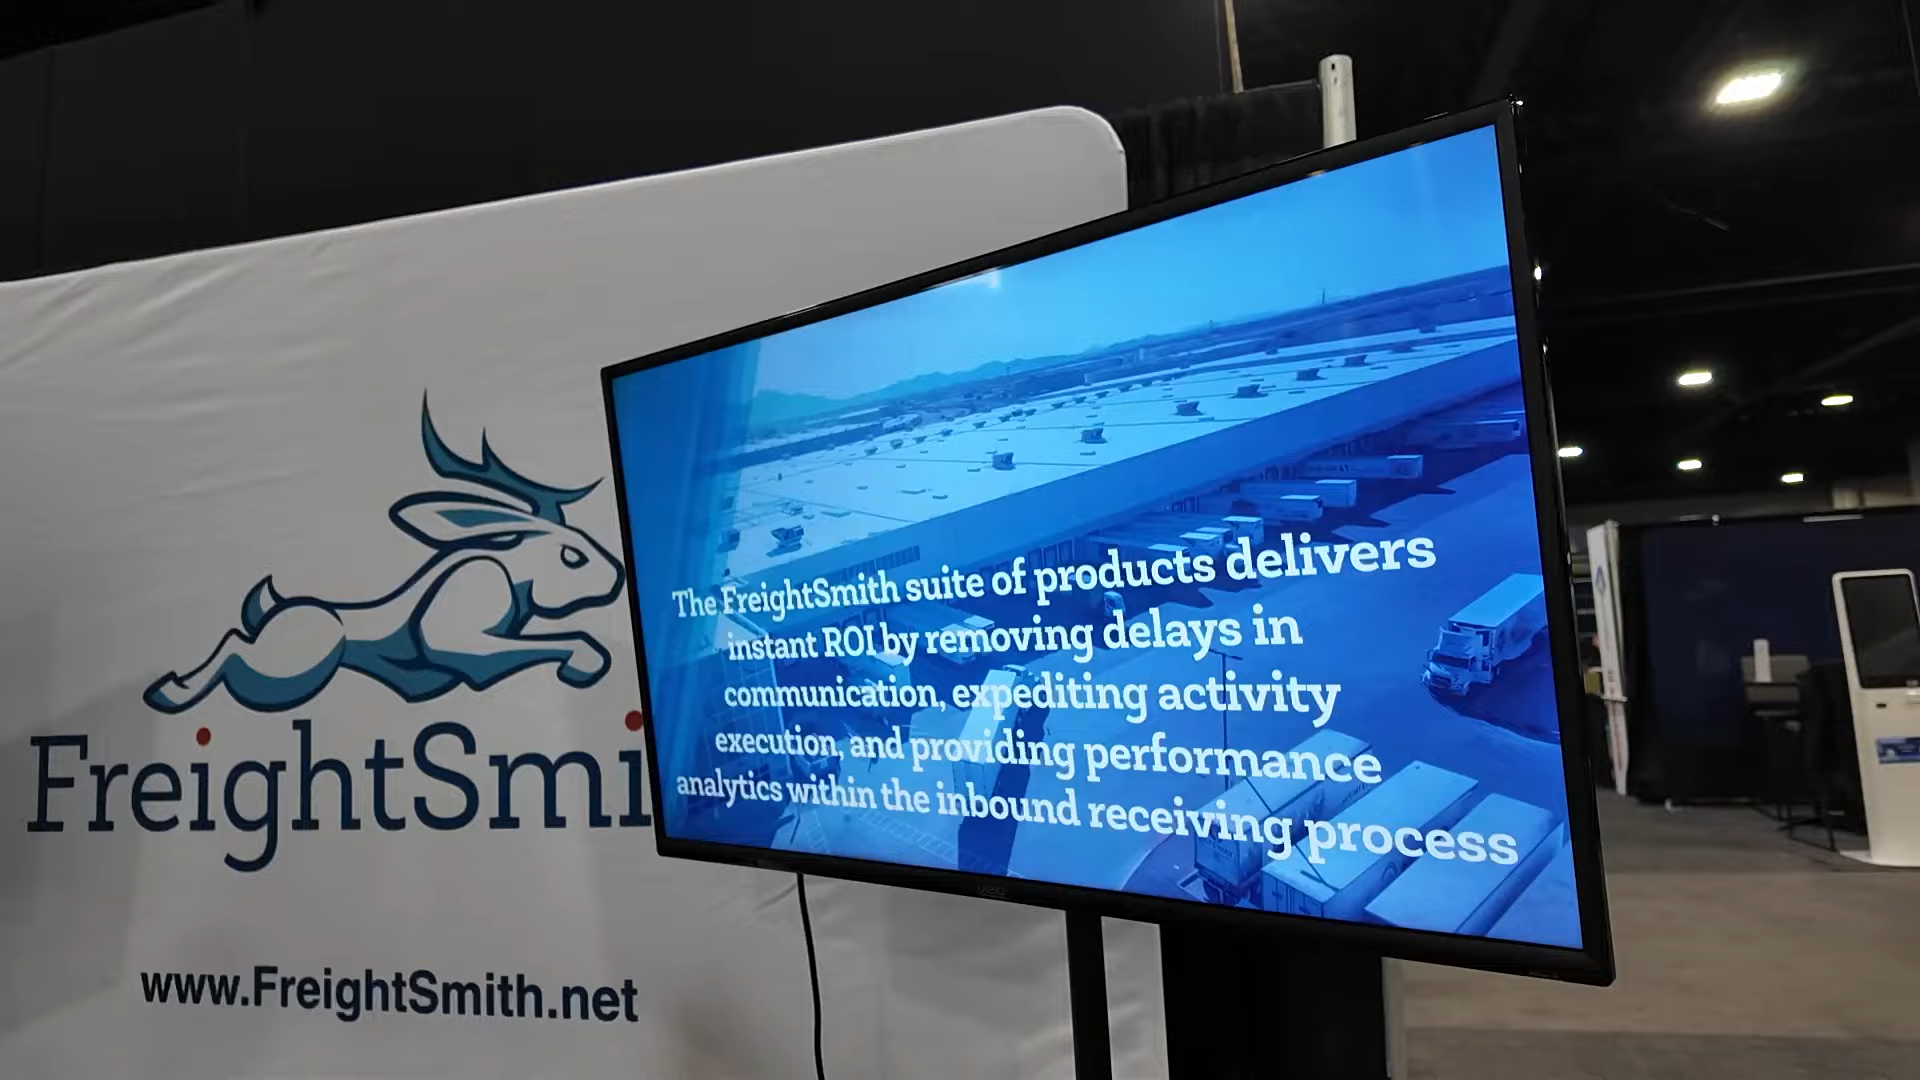 The FreightSmith suite of products delivers
instant ROI by removing delays in
communication, expediting activity
execution, and providing performance
analytics within the inbound receiving process
FreightSmi
www.FreightSmith.net
VIZIO